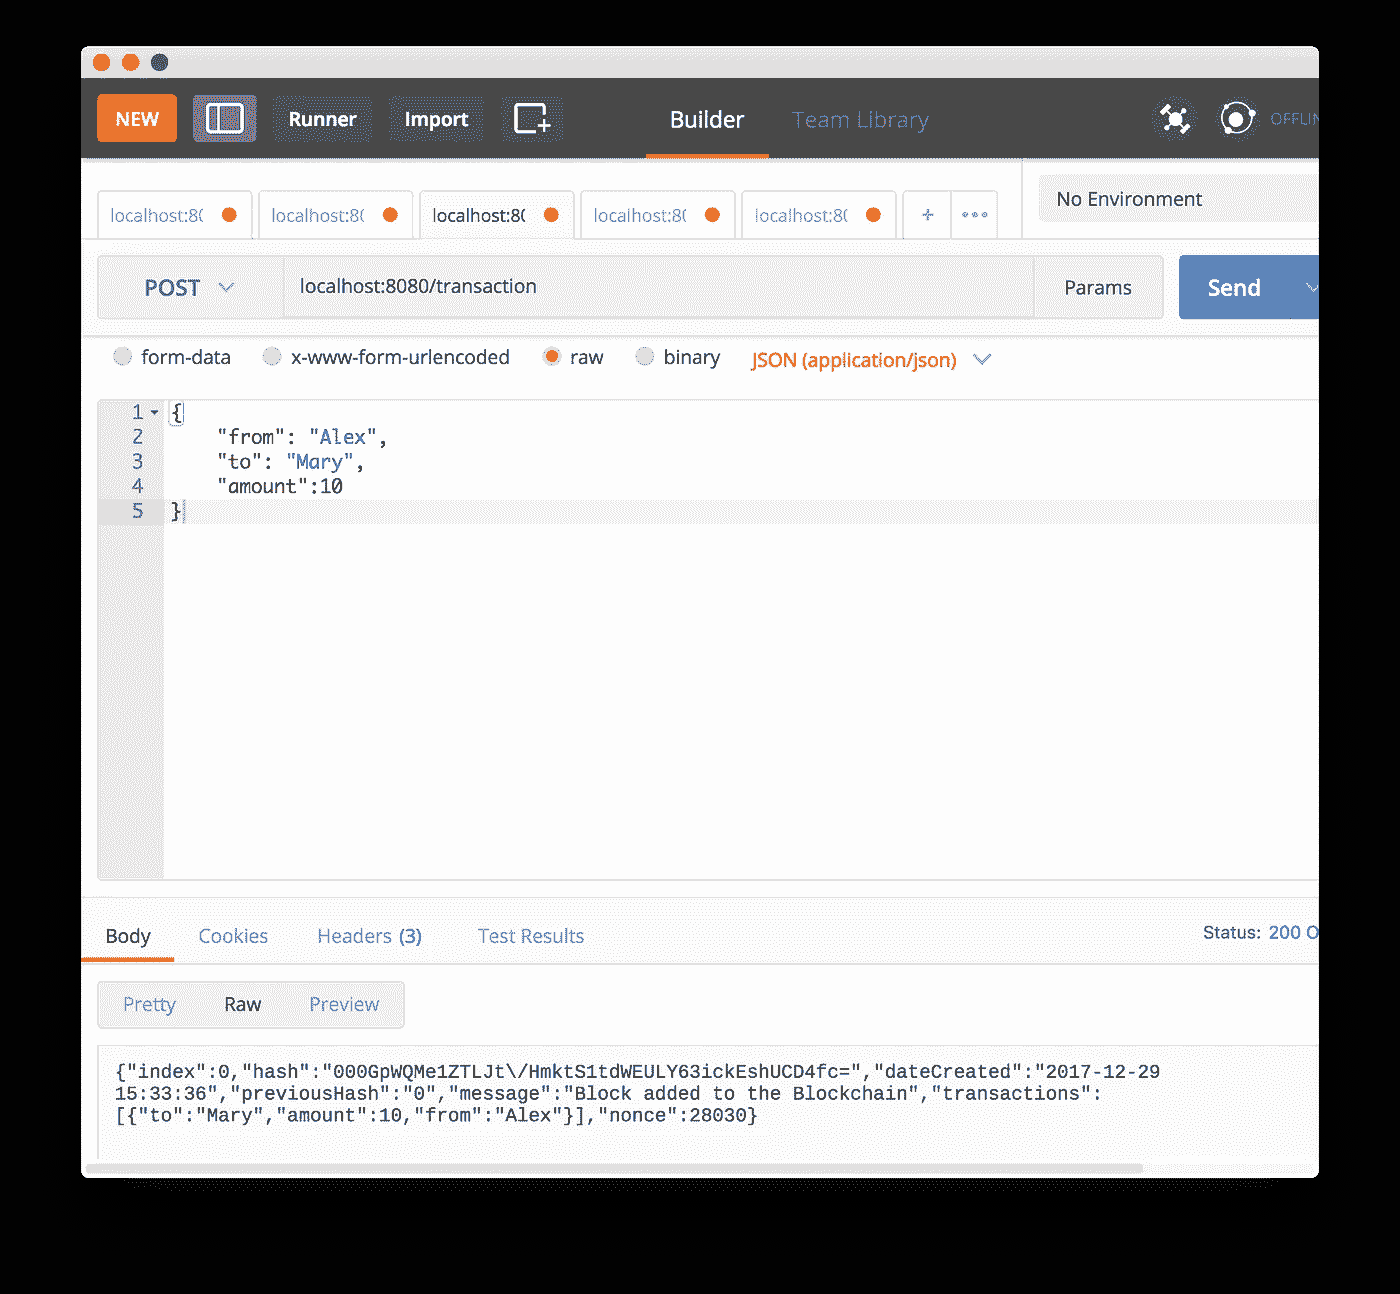 NEW Runner Import Builder Team Library OFFLIN
localhost:8( localhost:8( localhost:8( localhost:8( localhost:8( + No Environment
POST localhost:8080/transaction Params Send
form-data x-www-form-urlencoded raw binary JSON (application/json)
1 {
2 "from": "Alex",
3 "to": "Mary",
4 "amount":10
5 }
Body Cookies Headers (3) Test Results Status: 200 O
Pretty Raw Preview
{"index":0,"hash":"000GpWQMe1ZTLJt\/HmktS1tdWEULY63ickEshUCD4fc=","dateCreated":"2017-12-29
15:33:36","previousHash":"0","message":"Block added to the Blockchain","transactions":
[{"to":"Mary","amount":10,"from":"Alex"}],"nonce":28030}